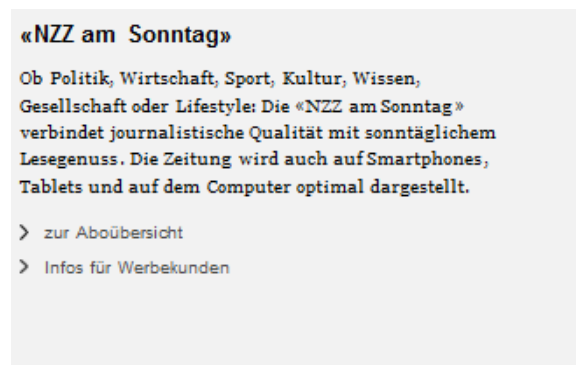 «NZZ am Sonntag»
Ob Politik, Wirtschaft, Sport, Kultur, Wissen,
Gesellschaft oder Lifestyle: Die «NZZ am Sonntag»
verbindet journalistische Qualität mit sonntäglichem
Lesegenuss. Die Zeitung wird auch auf Smartphones,
Tablets und auf dem Computer optimal dargestellt.
zur Aboübersicht
Infos für Werbekunden